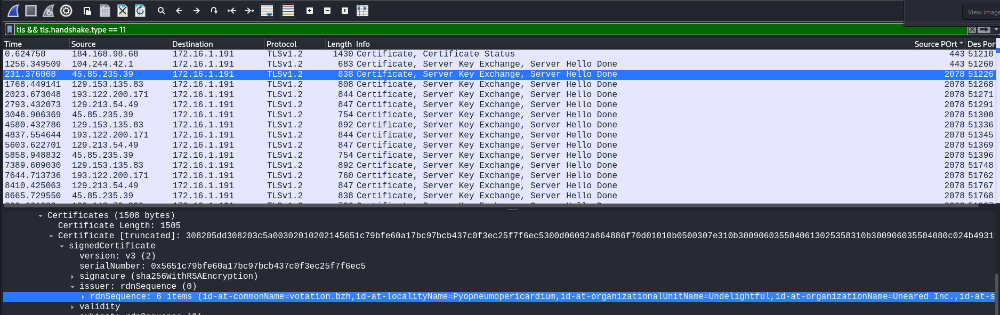 View image
tls && tls.handshake.type == 11
Time Source Destination Protocol Length Info Source POrt Des Por
0.624758 184.168.98.68 172.16.1.191 TLSv1.2 1430 Certificate, Certificate Status 443 51218
1256.349509 104.244.42.1 172.16.1.191 TLSv1.2 683 Certificate, Server Key Exchange, Server Hello Done 443 51260
231.376008 45.85.235.39 172.16.1.191 TLSv1.2 838 Certificate, Server Key Exchange, Server Hello Done 2078 51226
1768.449141 129.153.135.83 172.16.1.191 TLSv1.2 808 Certificate, Server Key Exchange, Server Hello Done 2078 51268
2023.673048 193.122.200.171 172.16.1.191 TLSv1.2 844 Certificate, Server Key Exchange, Server Hello Done 2078 51271
2793.432073 129.213.54.49 172.16.1.191 TLSv1.2 847 Certificate, Server Key Exchange, Server Hello Done 2078 51291
3048.906369 45.85.235.39 172.16.1.191 TLSv1.2 754 Certificate, Server Key Exchange, Server Hello Done 2078 51300
4580.432786 129.153.135.83 172.16.1.191 TLSv1.2 892 Certificate, Server Key Exchange, Server Hello Done 2078 51336
4837.554644 193.122.200.171 172.16.1.191 TLSv1.2 844 Certificate, Server Key Exchange, Server Hello Done 2078 51345
5603.622701 129.213.54.49 172.16.1.191 TLSv1.2 847 Certificate, Server Key Exchange, Server Hello Done 2078 51369
5858.948832 45.85.235.39 172.16.1.191 TLSv1.2 754 Certificate, Server Key Exchange, Server Hello Done 2078 51396
7389.609030 129.153.135.83 172.16.1.191 TLSv1.2 892 Certificate, Server Key Exchange, Server Hello Done 2078 51748
7644.713736 193.122.200.171 172.16.1.191 TLSv1.2 760 Certificate, Server Key Exchange, Server Hello Done 2078 51762
8410.425063 129.213.54.49 172.16.1.191 TLSv1.2 847 Certificate, Server Key Exchange, Server Hello Done 2078 51767
8665.729550 45.85.235.39 172.16.1.191 TLSv1.2 838 Certificate, Server Key Exchange, Server Hello Done 2078 51768
Certificates (1508 bytes)
Certificate Length: 1505
Certificate [truncated]: 308205dd308203c5a00302010202145651c79bfe60a17bc97bcb437c0f3ec25f7f6ec5300d06092a864886f70d01010b0500307e310b3009060355040613025358310b300906035504080c024b4931
signedCertificate
version: v3 (2)
serialNumber: 0x5651c79bfe60a17bc97bcb437c0f3ec25f7f6ec5
signature (sha256WithRSAEncryption)
issuer: rdnSequence (0)
rdnSequence: 6 items (id-at-commonName=votation.bzh,id-at-localityName=Pyopneumopericardium,id-at-organizationalUnitName=Undelightful,id-at-organizationName=Uneared Inc.,id-at-s
validity